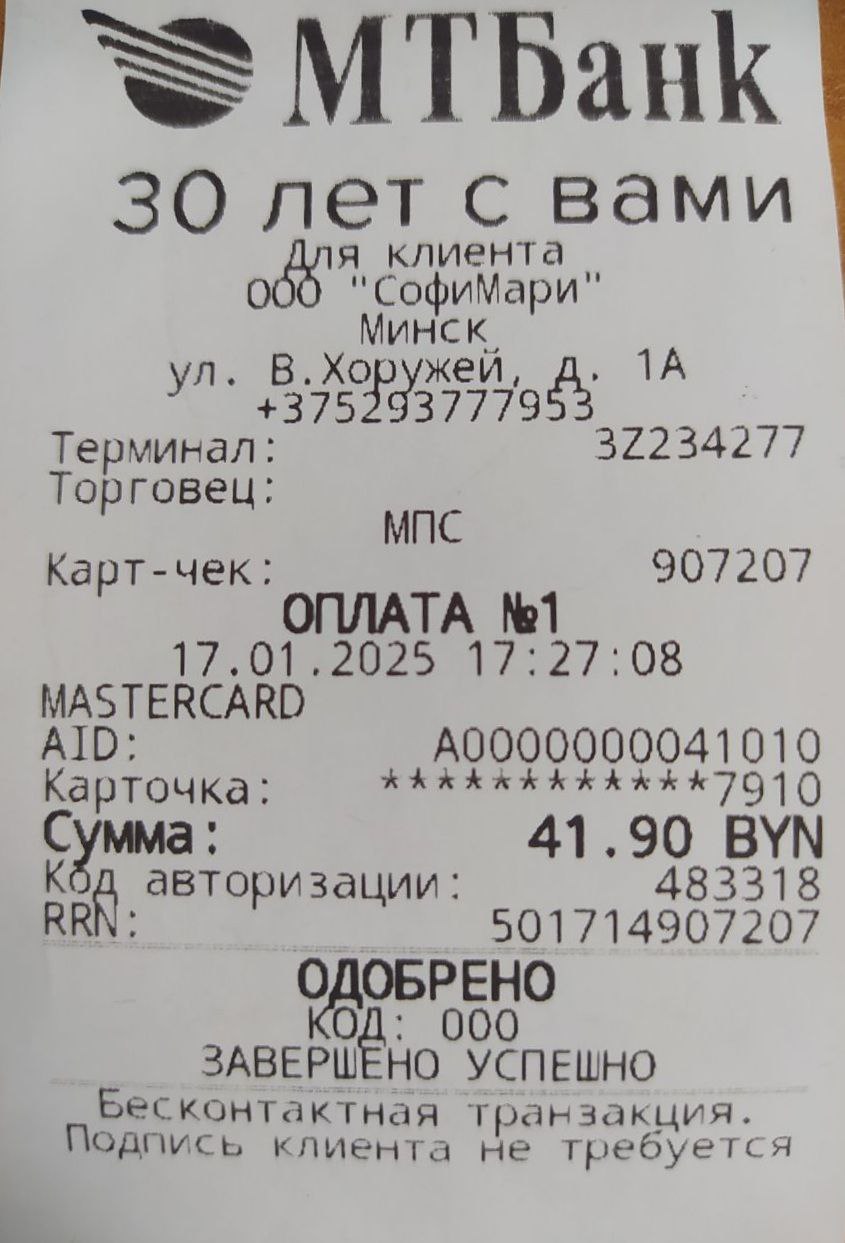 МТБанк
30 лет с вами
Для клиента
ООО "СофиМари"
Минск
ул. В.Хоружей, д. 1А
+375293777953
Терминал: 3Z234277
Торговец:
МПС
Карт-чек: 907207
ОПЛАТА №1
17.01.2025 17:27:08
MASTERCARD
AID: A0000000041010
Карточка: ************7910
Сумма: 41.90 BYN
Код авторизации: 483318
RRN: 501714907207
ОДОБРЕНО
КОД: 000
ЗАВЕРШЕНО УСПЕШНО
Бесконтактная транзакция.
Подпись клиента не требуется